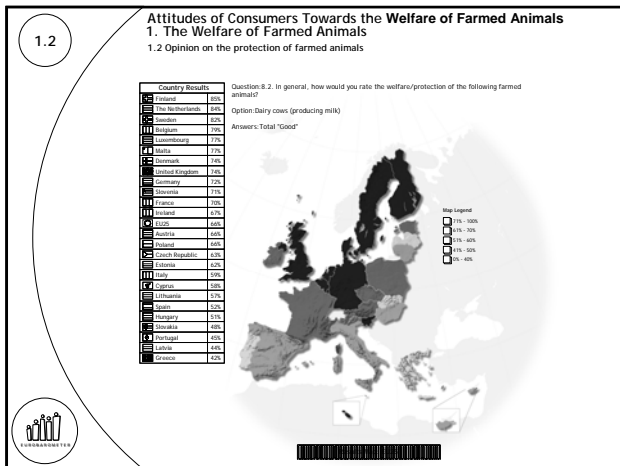 1.2
Attitudes of Consumers Towards the Welfare of Farmed Animals
1. The Welfare of Farmed Animals
1.2 Opinion on the protection of farmed animals
Country Results
Finland 85%
The Netherlands 84%
Sweden 82%
Belgium 79%
Luxembourg 77%
Malta 77%
Denmark 74%
United Kingdom 74%
Germany 72%
Slovenia 71%
France 70%
Ireland 67%
EU25 66%
Austria 66%
Poland 66%
Czech Republic 63%
Estonia 62%
Italy 59%
Cyprus 58%
Lithuania 57%
Spain 52%
Hungary 51%
Slovakia 48%
Portugal 45%
Latvia 44%
Greece 42%
Question:8.2. In general, how would you rate the welfare/protection of the following farmed
animals?
Option:Dairy cows (producing milk)
Answers:Total "Good"
Map Legend
71% - 100%
61% - 70%
51% - 60%
41% - 50%
0% - 40%
EUROBAROMETER